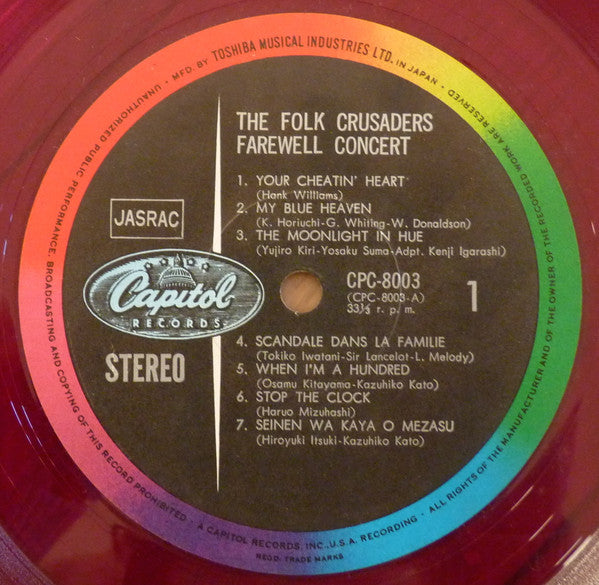 MFD. BY TOSHIBA MUSICAL INDUSTRIES LTD. IN JAPAN. • ALL RIGHTS OF THE MANUFACTURER AND OF THE OWNER OF THE RECORDED WORK ARE RESERVED • UNAUTHORIZED PUBLIC PERFORMANCE, BROADCASTING AND COPYING OF THIS RECORD PROHIBITED •
THE FOLK CRUSADERS
FAREWELL CONCERT
1. YOUR CHEATIN' HEART
(Hank Williams)
2. MY BLUE HEAVEN
(K. Horiuchi-G. Whiting-W. Donaldson)
3. THE MOONLIGHT IN HUE
(Yujiro Kiri-Yosaku Suma-Adpt. Kenji Igarashi)
JASRAC
Capitol
RECORDS
STEREO
CPC-8003
(CPC-8003-A)
33⅓ r. p. m.
1
4. SCANDALE DANS LA FAMILIE
(Tokiko Iwatani-Sir Lancelot-L. Melody)
5. WHEN I'M A HUNDRED
(Osamu Kitayama-Kazuhiko Kato)
6. STOP THE CLOCK
(Haruo Mizuhashi)
7. SEINEN WA KAYA O MEZASU
(Hiroyuki Itsuki-Kazuhiko Kato)
A CAPITOL RECORDS, INC., U.S.A. RECORDING •
REGD. TRADE MARKS